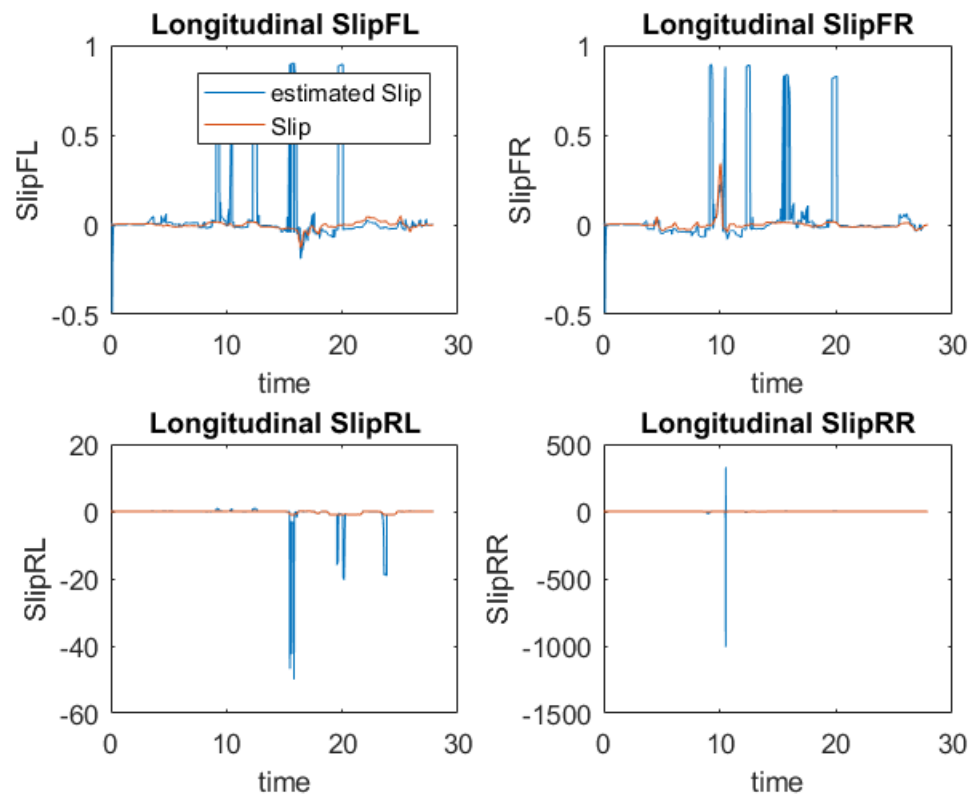 Longitudinal SlipFL
1
0.5
0
-0.5
SlipFL
estimated Slip
Slip
0 10 20 30
time
Longitudinal SlipFR
1
0.5
0
-0.5
SlipFR
0 10 20 30
time
Longitudinal SlipRL
20
0
-20
-40
-60
SlipRL
0 10 20 30
time
Longitudinal SlipRR
500
0
-500
-1000
-1500
SlipRR
0 10 20 30
time